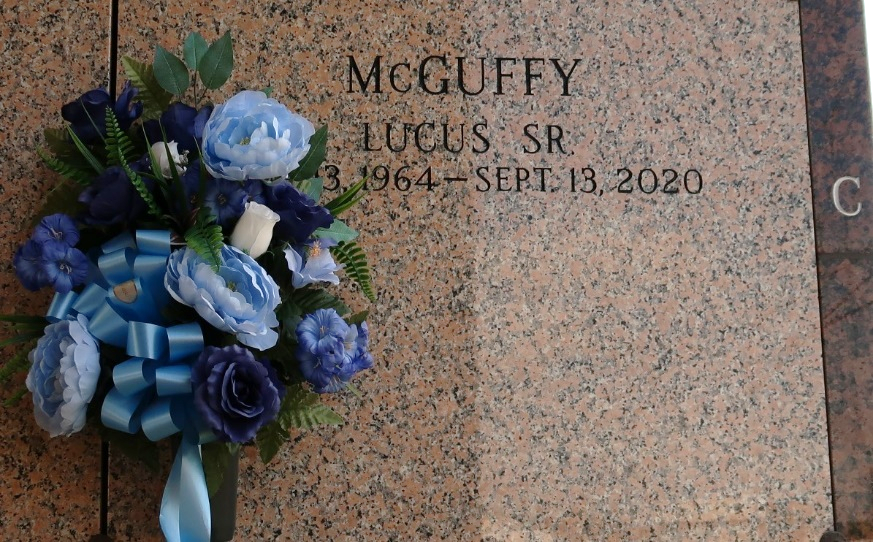 McGUFFY
LUCUS SR.
3, 1964 – SEPT. 13, 2020
C